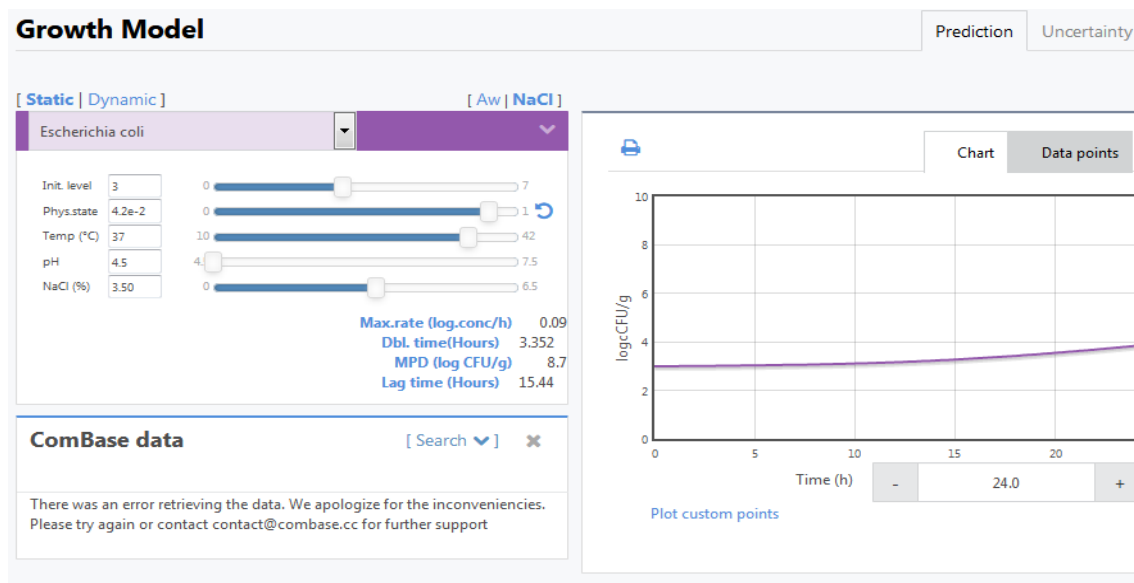 Growth Model
Prediction
Uncertainty
[ Static | Dynamic ]
[ Aw | NaCl ]
Escherichia coli
Init. level 3 0 7
Phys.state 4.2e-2 0 1
Temp (°C) 37 10 42
pH 4.5 4. 7.5
NaCl (%) 3.50 0 6.5
Max.rate (log.conc/h) 0.09
Dbl. time(Hours) 3.352
MPD (log CFU/g) 8.7
Lag time (Hours) 15.44
ComBase data
[ Search ]
There was an error retrieving the data. We apologize for the inconveniencies.
Please try again or contact contact@combase.cc for further support
Chart
Data points
10
8
6
4
2
0
logcCFU/g
0 5 10 15 20
Time (h) - 24.0 +
Plot custom points